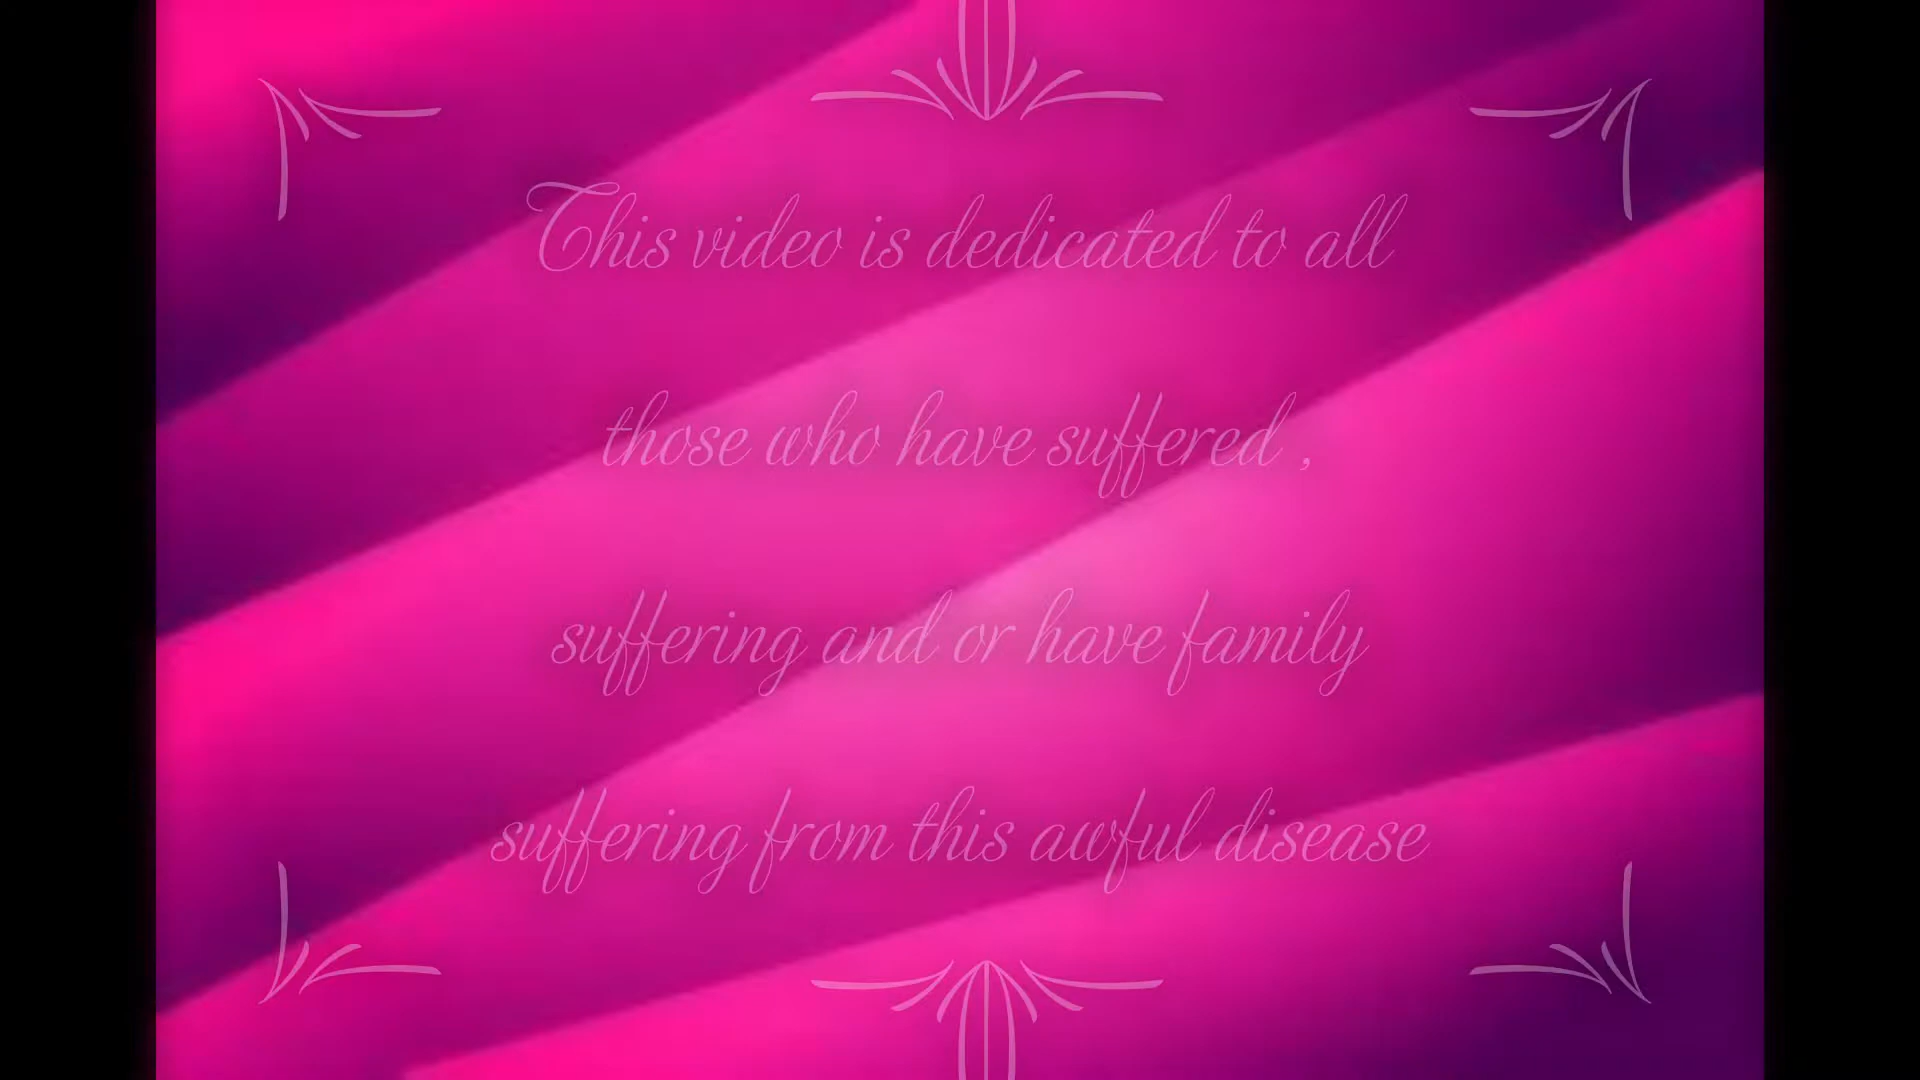 This video is dedicated to all
those who have suffered ,
suffering and or have family
suffering from this awful disease